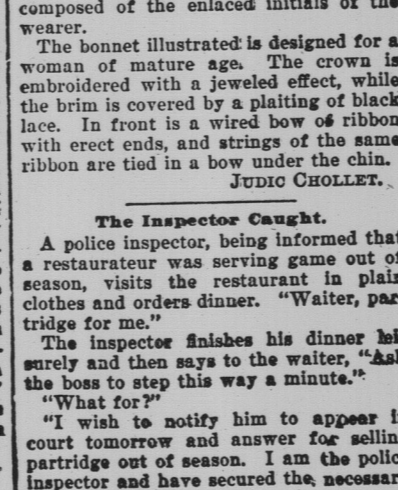 composed of the enlaced initials of the
wearer.
The bonnet illustrated is designed for a
woman of mature age. The crown is
embroidered with a jeweled effect, while
the brim is covered by a plaiting of black
lace. In front is a wired bow of ribbon
with erect ends, and strings of the same
ribbon are tied in a bow under the chin.
JUDIC CHOLLET.
The Inspector Caught.
A police inspector, being informed that
a restaurateur was serving game out of
season, visits the restaurant in plain
clothes and orders dinner. "Waiter, par
tridge for me."
The inspector finishes his dinner lei
surely and then says to the waiter, "Ask
the boss to step this way a minute."
"What for?"
"I wish to notify him to appear i
court tomorrow and answer for sellin
partridge out of season. I am the polic
inspector and have secured the necessar